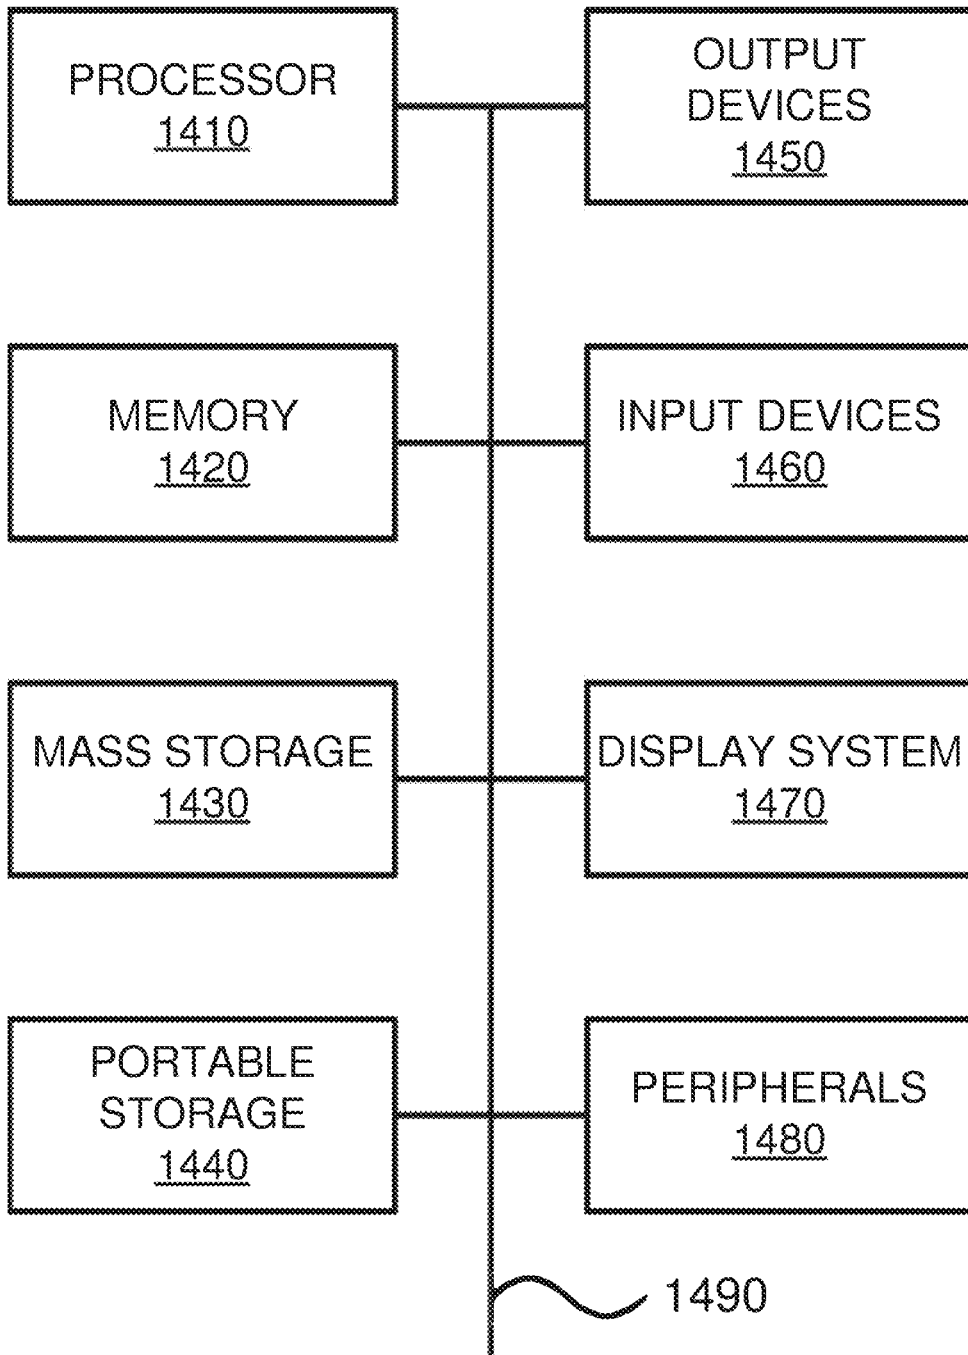 PROCESSOR
1410
OUTPUT
DEVICES
1450
MEMORY
1420
INPUT DEVICES
1460
MASS STORAGE
1430
DISPLAY SYSTEM
1470
PORTABLE
STORAGE
1440
PERIPHERALS
1480
1490